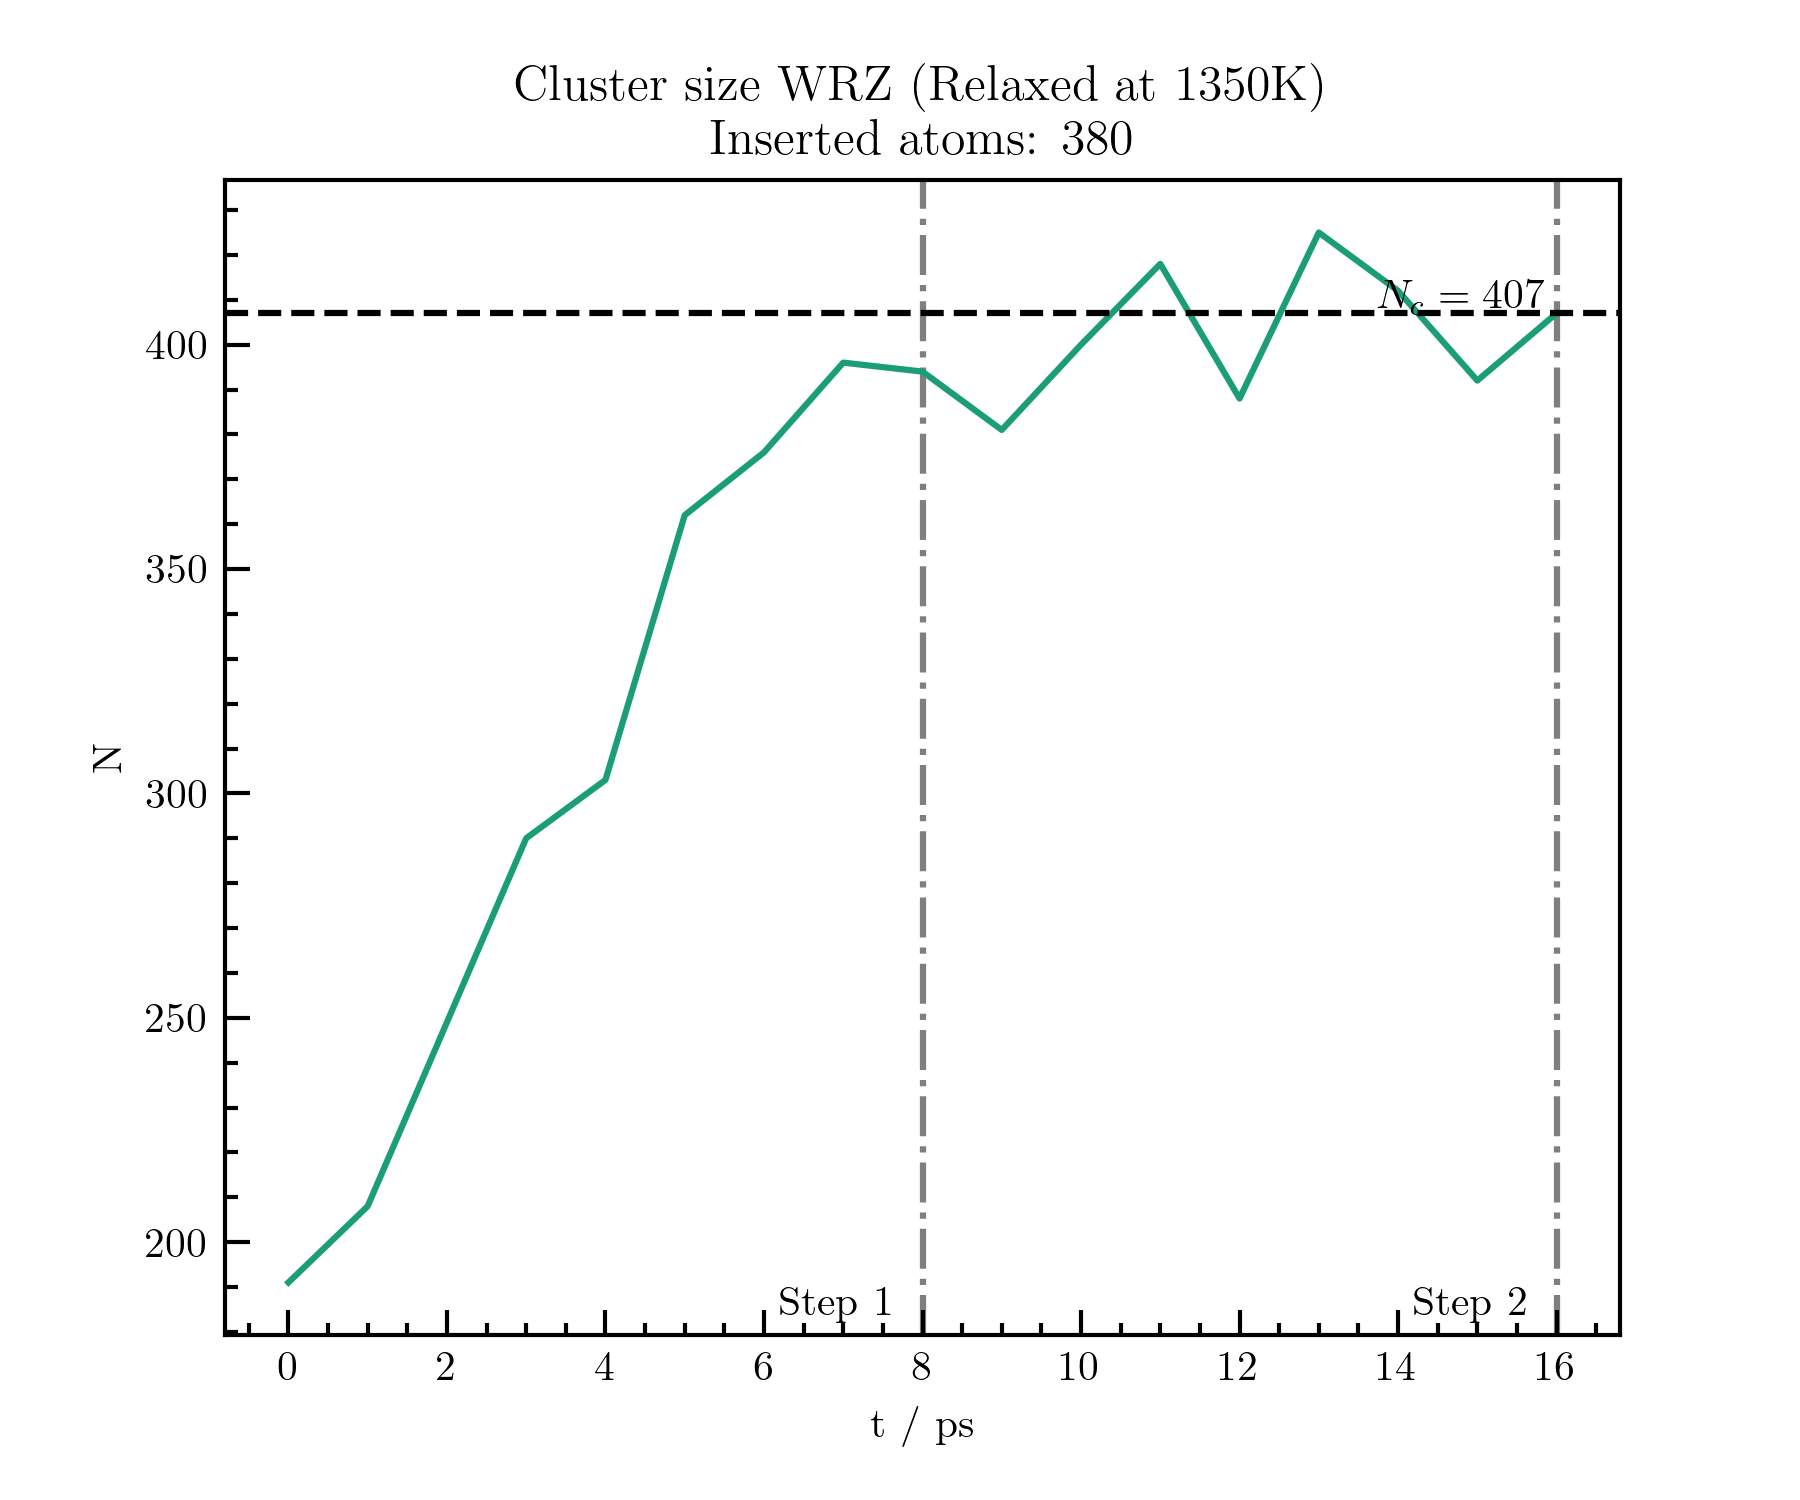 Cluster size WRZ (Relaxed at 1350K)
Inserted atoms: 380
N
400
350
300
250
200
N_c = 407
Step 1
Step 2
0 2 4 6 8 10 12 14 16
t / ps